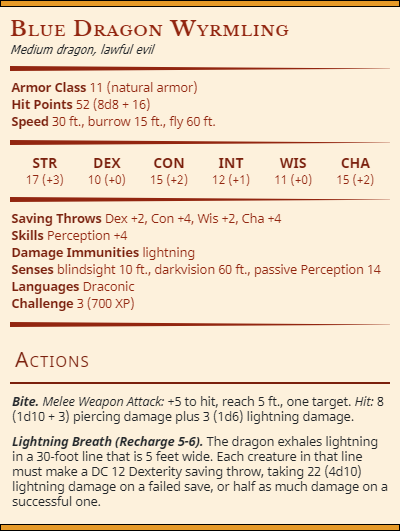 Blue Dragon Wyrmling
Medium dragon, lawful evil
Armor Class 11 (natural armor)
Hit Points 52 (8d8 + 16)
Speed 30 ft., burrow 15 ft., fly 60 ft.
STR DEX CON INT WIS CHA
17 (+3) 10 (+0) 15 (+2) 12 (+1) 11 (+0) 15 (+2)
Saving Throws Dex +2, Con +4, Wis +2, Cha +4
Skills Perception +4
Damage Immunities lightning
Senses blindsight 10 ft., darkvision 60 ft., passive Perception 14
Languages Draconic
Challenge 3 (700 XP)
Actions
Bite. Melee Weapon Attack: +5 to hit, reach 5 ft., one target. Hit: 8
(1d10 + 3) piercing damage plus 3 (1d6) lightning damage.
Lightning Breath (Recharge 5-6). The dragon exhales lightning
in a 30-foot line that is 5 feet wide. Each creature in that line
must make a DC 12 Dexterity saving throw, taking 22 (4d10)
lightning damage on a failed save, or half as much damage on a
successful one.